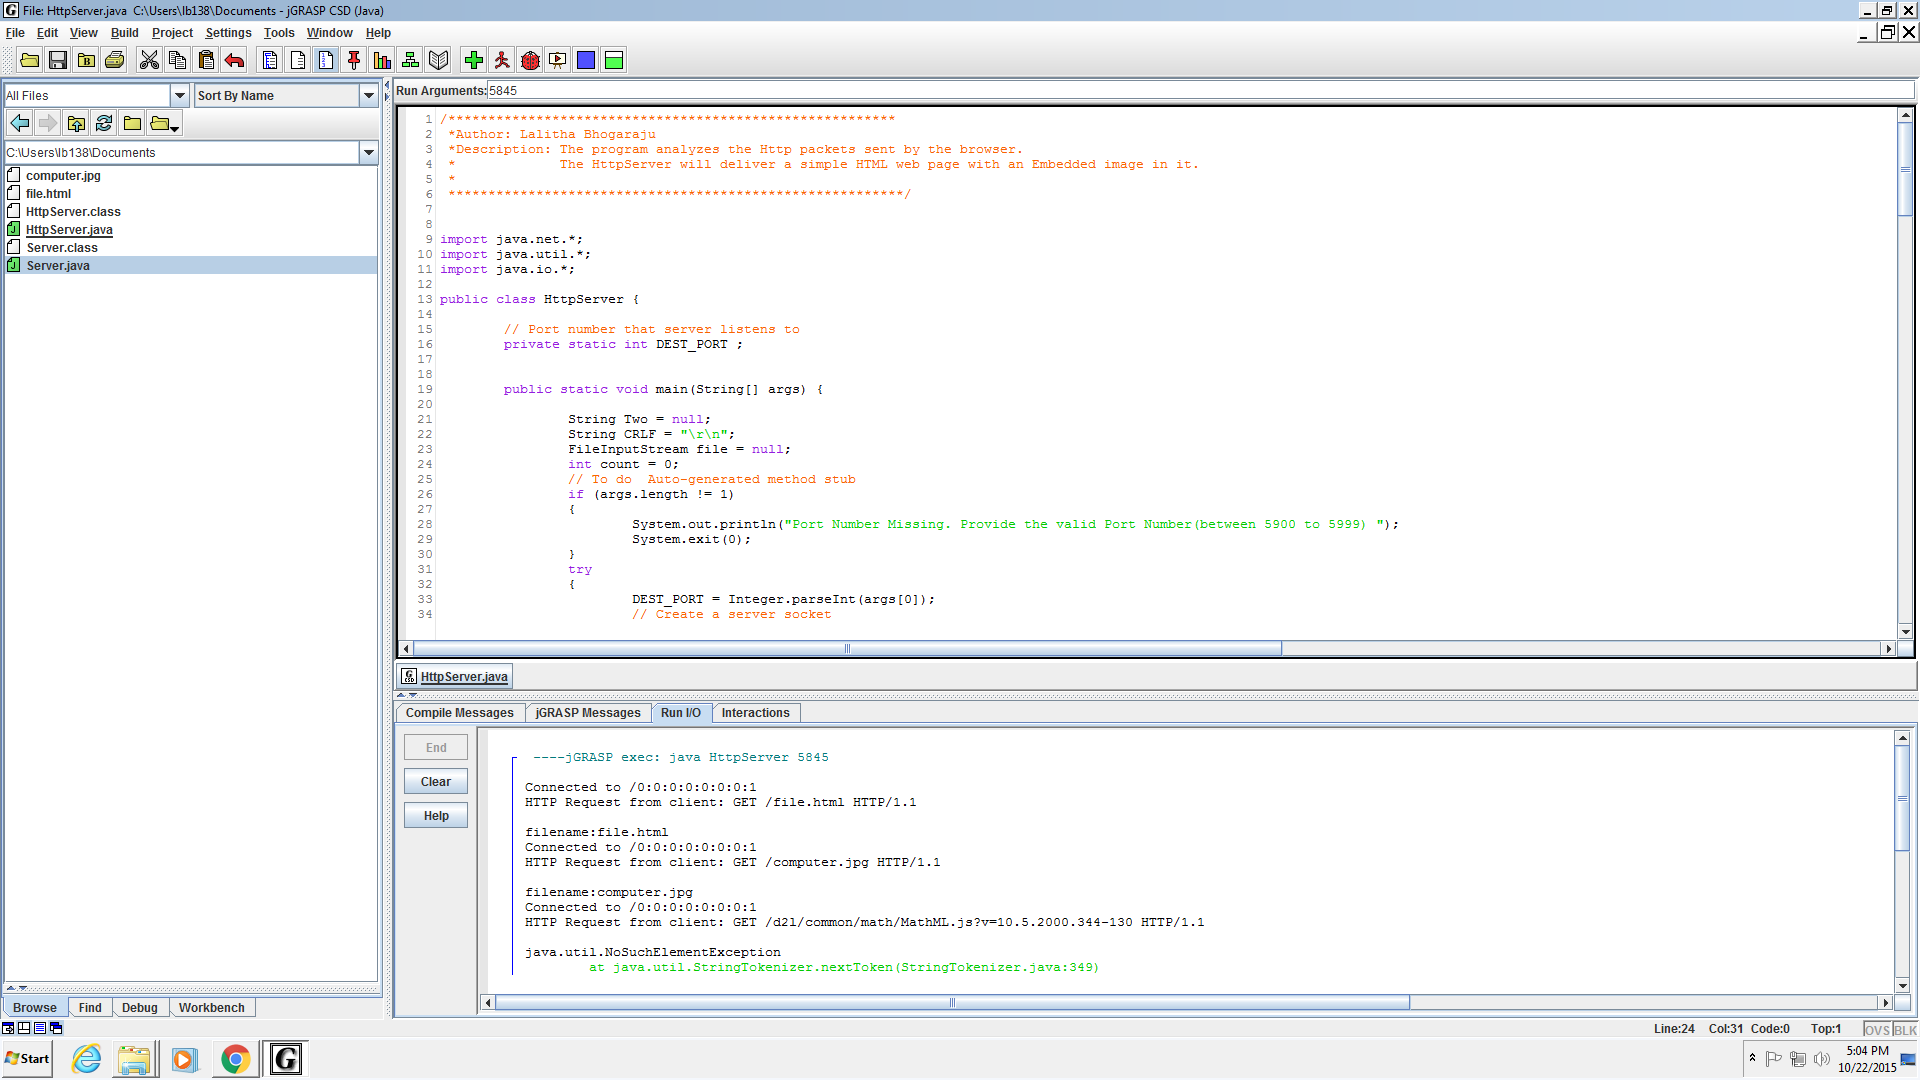 File: HttpServer.java  C:\Users\lb138\Documents - jGRASP CSD (Java)
File Edit View Build Project Settings Tools Window Help
All Files
Sort By Name
C:\Users\lb138\Documents
computer.jpg
file.html
HttpServer.class
HttpServer.java
Server.class
Server.java
Browse Find Debug Workbench
Run Arguments: 5845
1 /********************************************************
2 *Author: Lalitha Bhogaraju
3 *Description: The program analyzes the Http packets sent by the browser.
4 *             The HttpServer will deliver a simple HTML web page with an Embedded image in it.
5 *
6 *********************************************************/
7
8
9 import java.net.*;
10 import java.util.*;
11 import java.io.*;
12
13 public class HttpServer {
14
15 // Port number that server listens to
16 private static int DEST_PORT ;
17
18
19 public static void main(String[] args) {
20
21 String Two = null;
22 String CRLF = "\r\n";
23 FileInputStream file = null;
24 int count = 0;
25 // To do  Auto-generated method stub
26 if (args.length != 1)
27 {
28 System.out.println("Port Number Missing. Provide the valid Port Number(between 5900 to 5999) ");
29 System.exit(0);
30 }
31 try
32 {
33 DEST_PORT = Integer.parseInt(args[0]);
34 // Create a server socket
HttpServer.java
Compile Messages jGRASP Messages Run I/O Interactions
End
Clear
Help
----jGRASP exec: java HttpServer 5845
Connected to /0:0:0:0:0:0:0:1
HTTP Request from client: GET /file.html HTTP/1.1
filename:file.html
Connected to /0:0:0:0:0:0:0:1
HTTP Request from client: GET /computer.jpg HTTP/1.1
filename:computer.jpg
Connected to /0:0:0:0:0:0:0:1
HTTP Request from client: GET /d2l/common/math/MathML.js?v=10.5.2000.344-130 HTTP/1.1
java.util.NoSuchElementException
at java.util.StringTokenizer.nextToken(StringTokenizer.java:349)
Line:24 Col:31 Code:0 Top:1 OVS BLK
Start
5:04 PM
10/22/2015